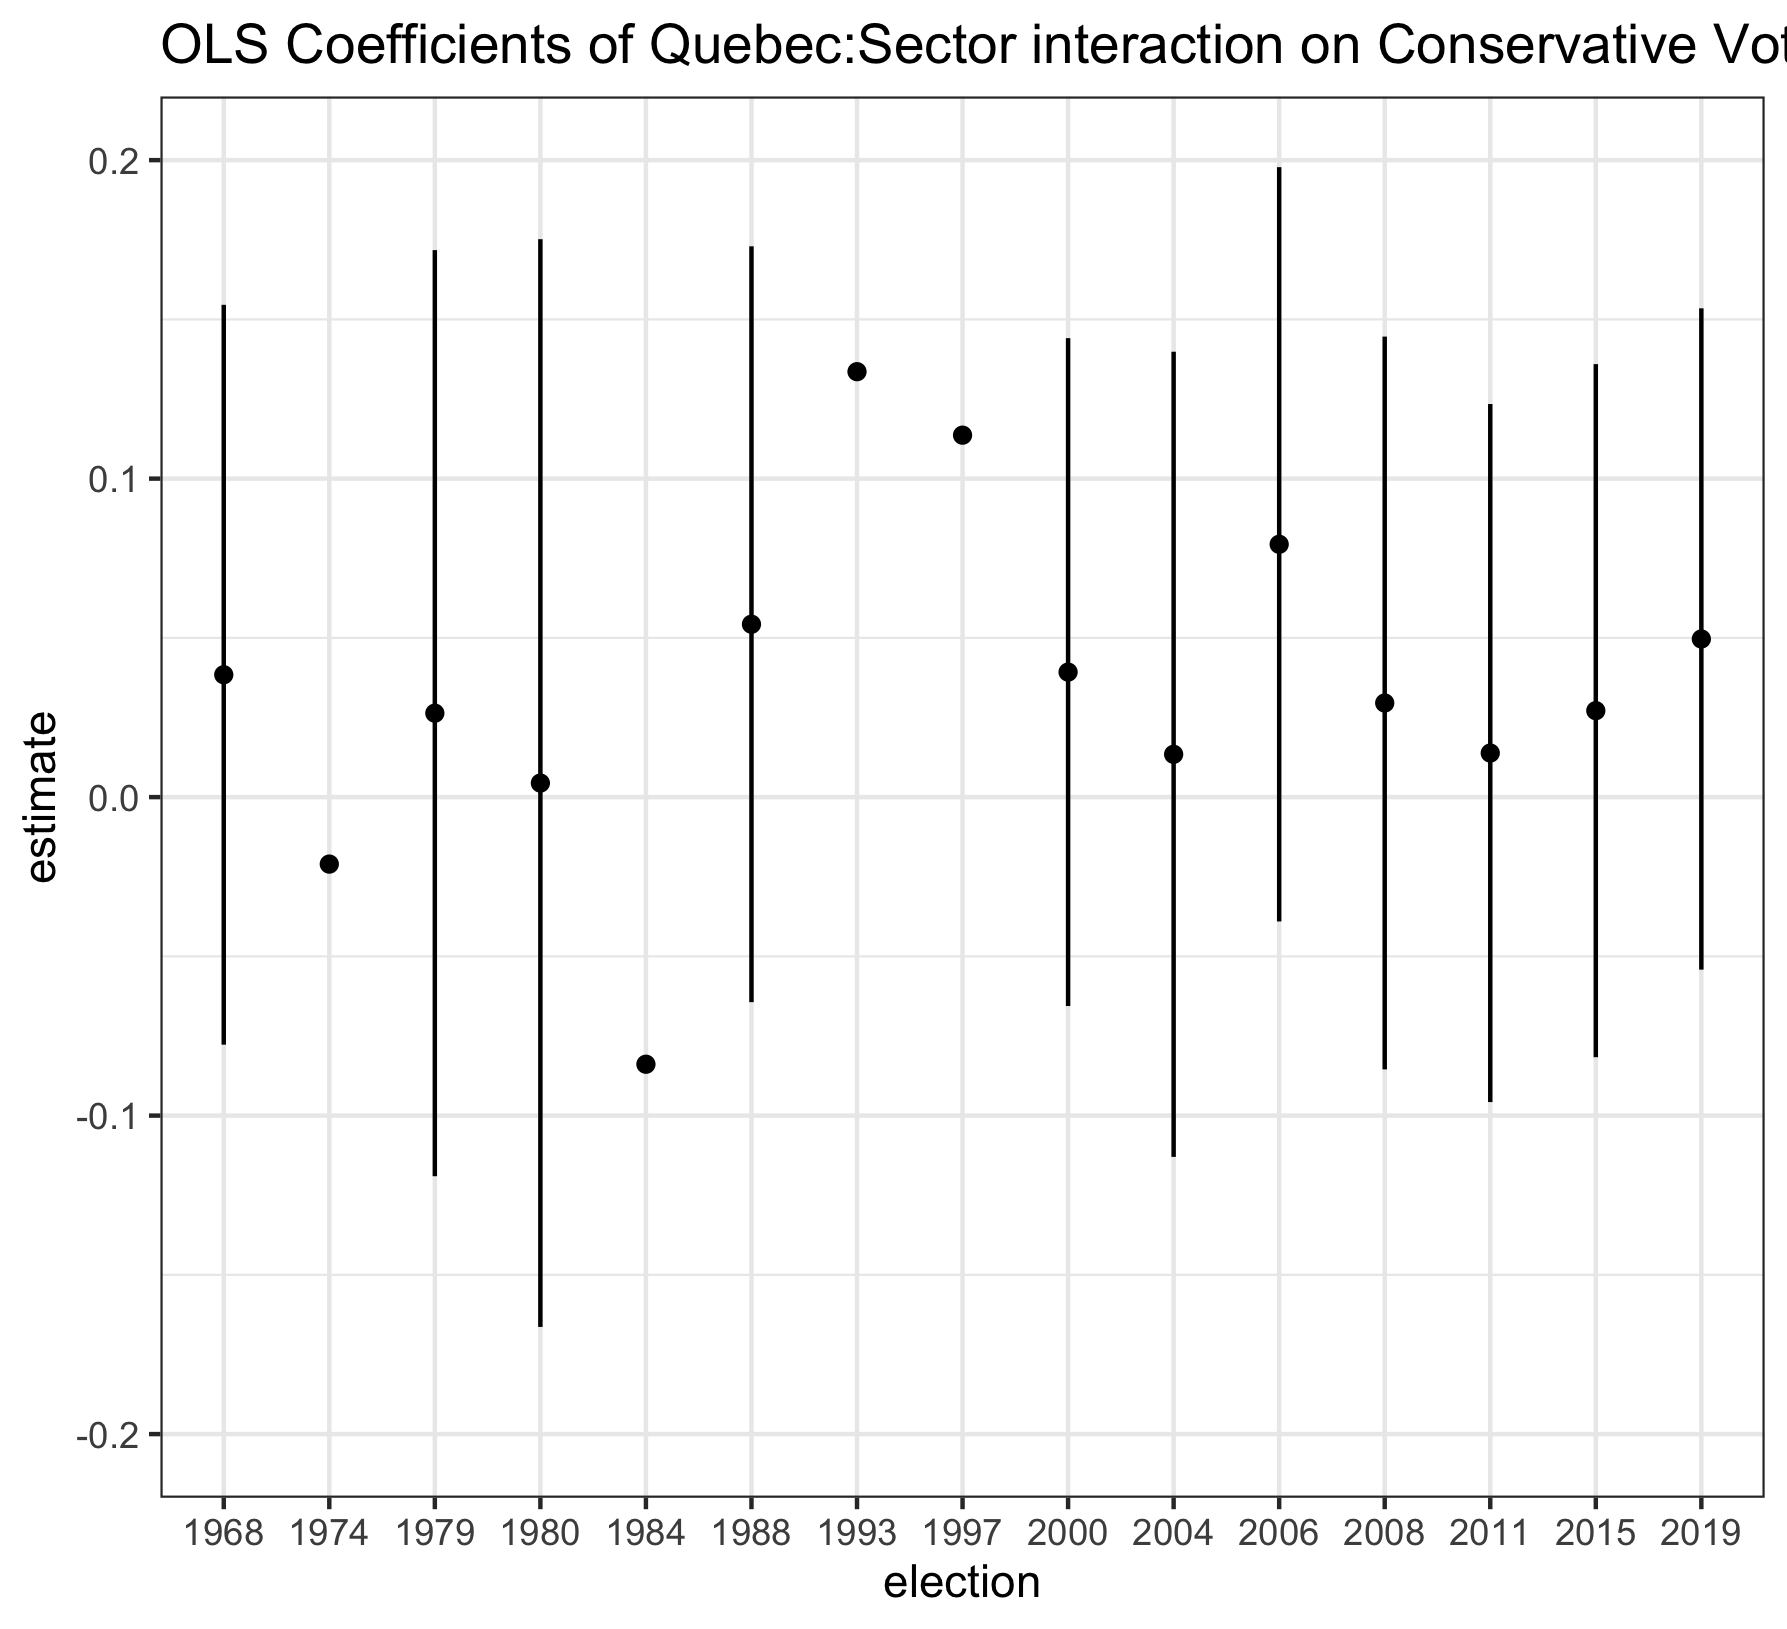 OLS Coefficients of Quebec:Sector interaction on Conservative Vot
0.2
0.1
0.0
-0.1
-0.2
estimate
1968 1974 1979 1980 1984 1988 1993 1997 2000 2004 2006 2008 2011 2015 2019
election